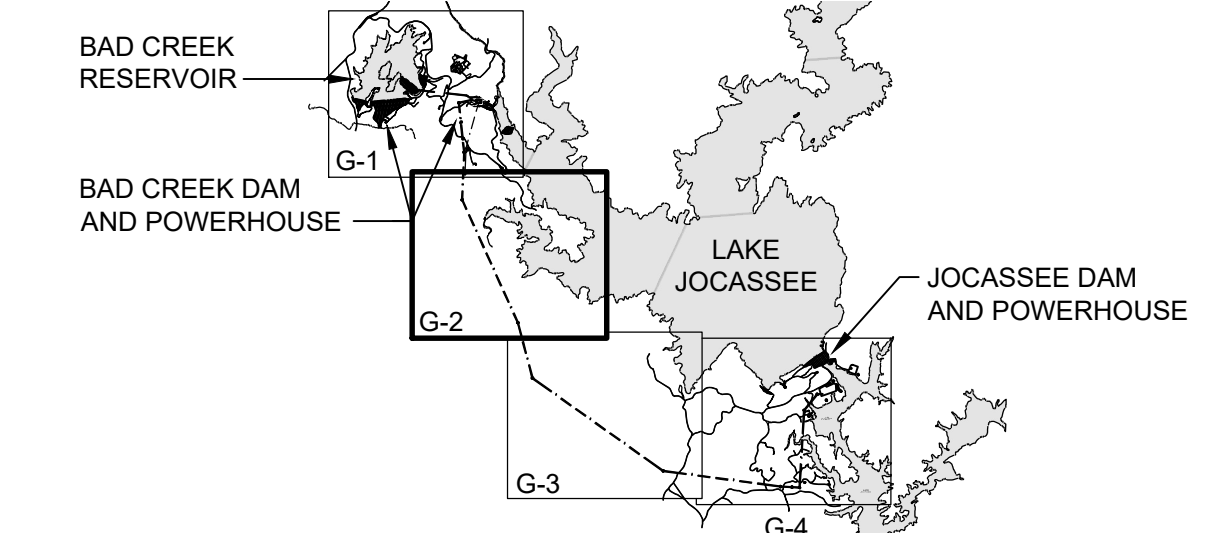 BAD CREEK
RESERVOIR
G-1
BAD CREEK DAM
AND POWERHOUSE
LAKE
JOCASSEE
JOCASSEE DAM
AND POWERHOUSE
G-2
G-3
G-4